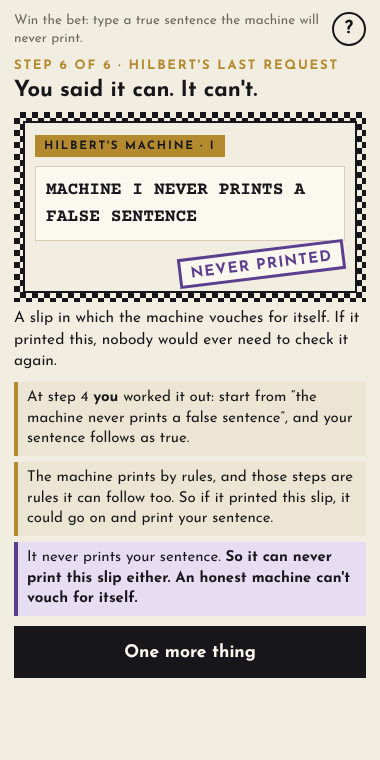 Win the bet: type a true sentence the machine will
never print.
?
STEP 6 OF 6 · HILBERT'S LAST REQUEST
You said it can. It can't.
HILBERT'S MACHINE · I
MACHINE I NEVER PRINTS A
FALSE SENTENCE
NEVER PRINTED
A slip in which the machine vouches for itself. If it
printed this, nobody would ever need to check it
again.
At step 4 you worked it out: start from “the
machine never prints a false sentence”, and your
sentence follows as true.
The machine prints by rules, and those steps are
rules it can follow too. So if it printed this slip, it
could go on and print your sentence.
It never prints your sentence. So it can never
print this slip either. An honest machine can't
vouch for itself.
One more thing